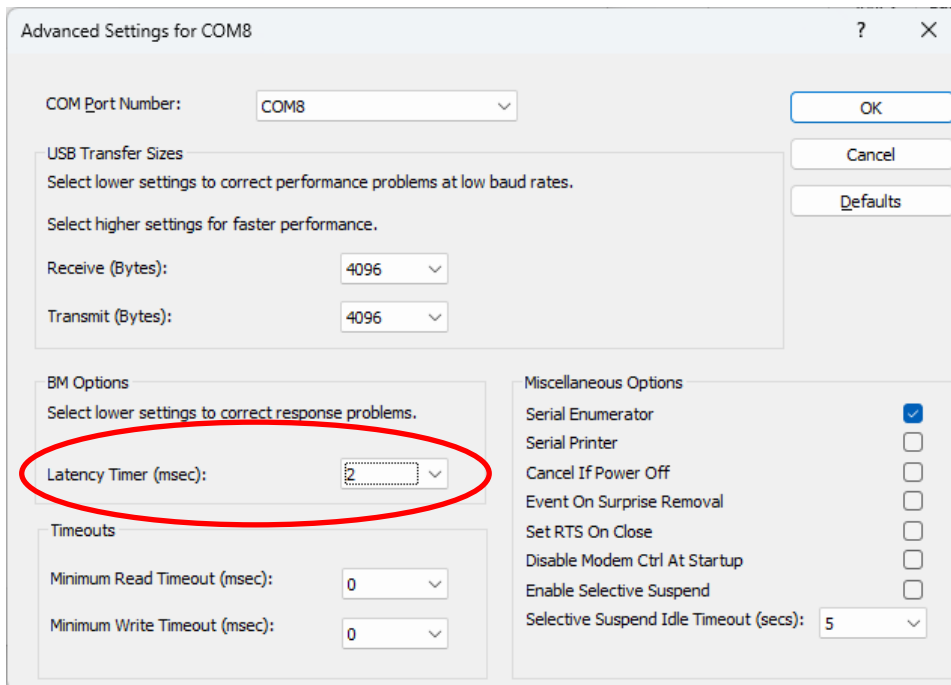 Advanced Settings for COM8
COM Port Number: COM8
OK
Cancel
Defaults
USB Transfer Sizes
Select lower settings to correct performance problems at low baud rates.
Select higher settings for faster performance.
Receive (Bytes): 4096
Transmit (Bytes): 4096
BM Options
Select lower settings to correct response problems.
Latency Timer (msec): 2
Timeouts
Minimum Read Timeout (msec): 0
Minimum Write Timeout (msec): 0
Miscellaneous Options
Serial Enumerator
Serial Printer
Cancel If Power Off
Event On Surprise Removal
Set RTS On Close
Disable Modem Ctrl At Startup
Enable Selective Suspend
Selective Suspend Idle Timeout (secs): 5